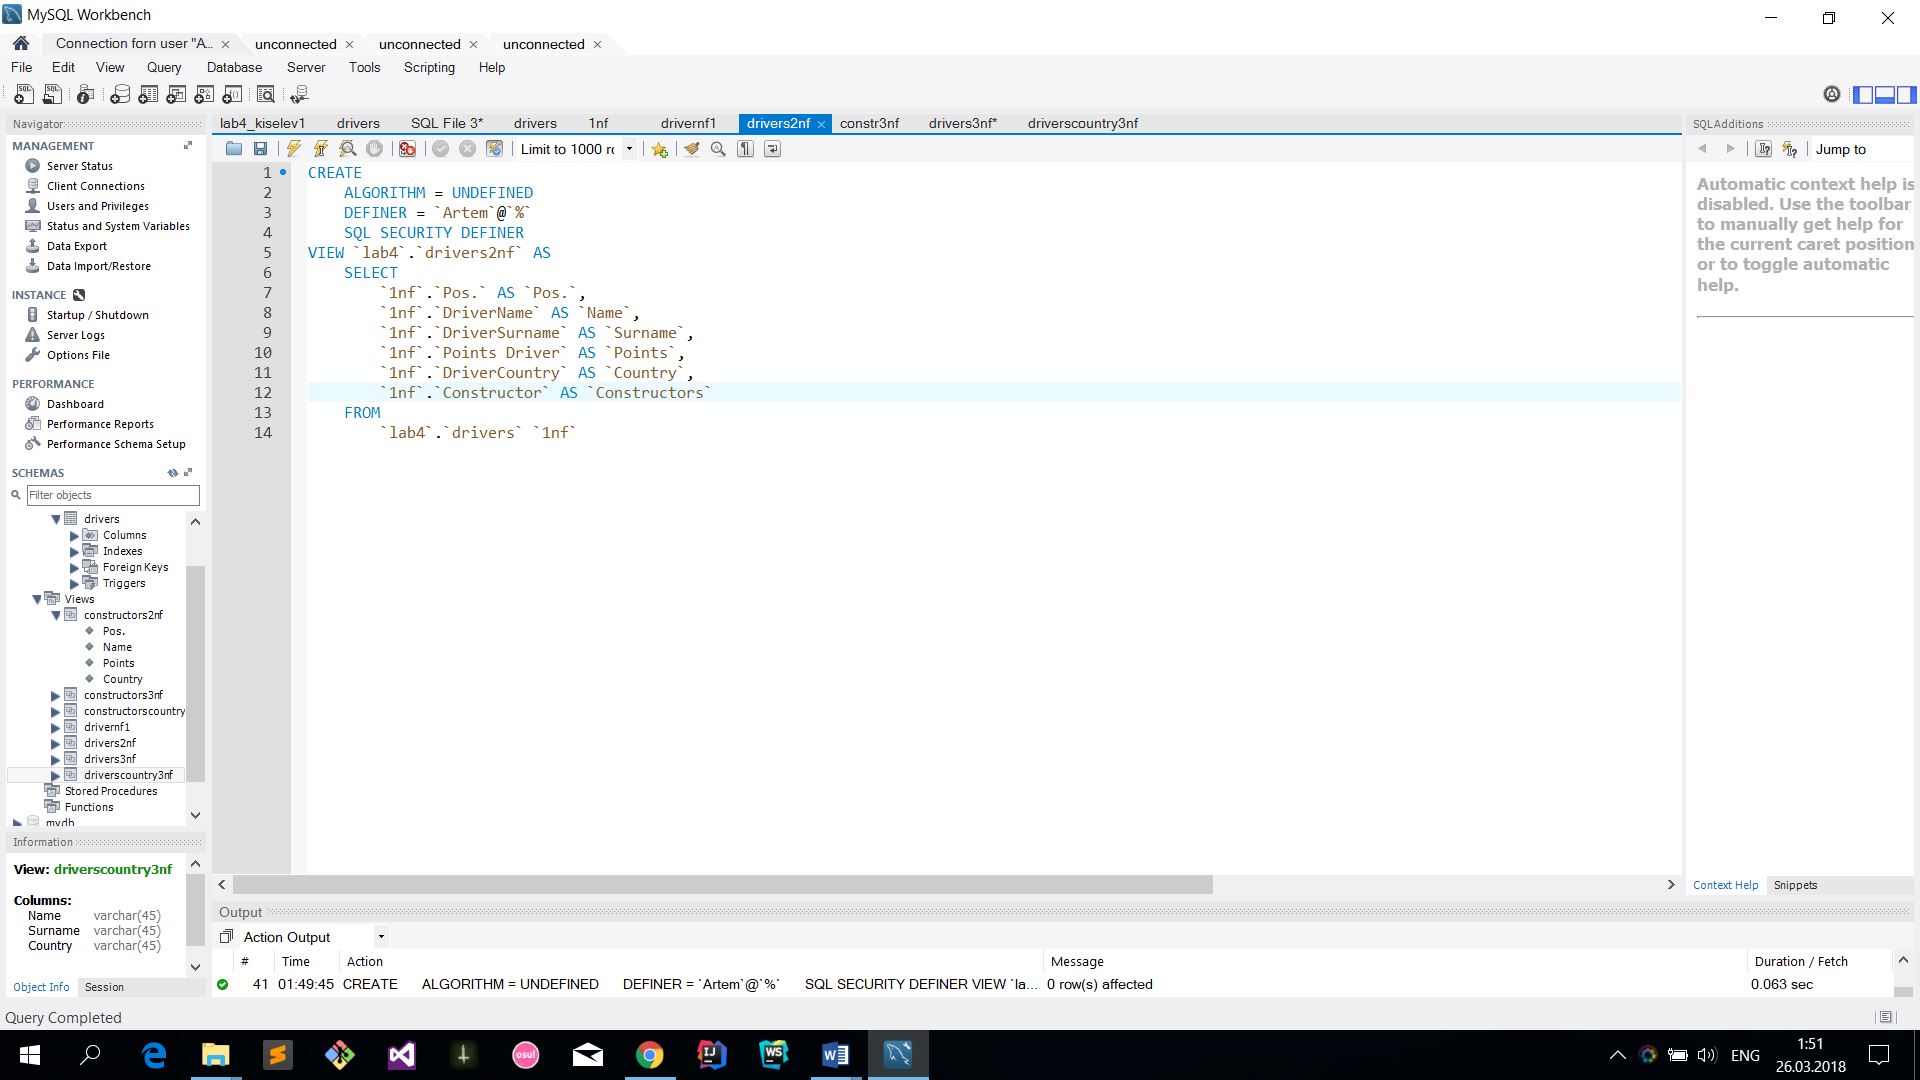 MySQL Workbench
Connection forn user "A...
unconnected
unconnected
unconnected
File Edit View Query Database Server Tools Scripting Help
Navigator
MANAGEMENT
Server Status
Client Connections
Users and Privileges
Status and System Variables
Data Export
Data Import/Restore
INSTANCE
Startup / Shutdown
Server Logs
Options File
PERFORMANCE
Dashboard
Performance Reports
Performance Schema Setup
SCHEMAS
Filter objects
drivers
Columns
Indexes
Foreign Keys
Triggers
Views
constructors2nf
Pos.
Name
Points
Country
constructors3nf
constructorscountry
drivernf1
drivers2nf
drivers3nf
driverscountry3nf
Stored Procedures
Functions
mydb
Information
View: driverscountry3nf
Columns:
Name varchar(45)
Surname varchar(45)
Country varchar(45)
Object Info Session
lab4_kiselev1 drivers SQL File 3* drivers 1nf drivernf1 drivers2nf constr3nf drivers3nf* driverscountry3nf
Limit to 1000 rc
1 CREATE
2 ALGORITHM = UNDEFINED
3 DEFINER = `Artem`@`%`
4 SQL SECURITY DEFINER
5 VIEW `lab4`.`drivers2nf` AS
6 SELECT
7 `1nf`.`Pos.` AS `Pos.`,
8 `1nf`.`DriverName` AS `Name`,
9 `1nf`.`DriverSurname` AS `Surname`,
10 `1nf`.`Points Driver` AS `Points`,
11 `1nf`.`DriverCountry` AS `Country`,
12 `1nf`.`Constructor` AS `Constructors`
13 FROM
14 `lab4`.`drivers` `1nf`
SQLAdditions
Jump to
Automatic context help is
disabled. Use the toolbar
to manually get help for
the current caret position
or to toggle automatic
help.
Context Help Snippets
Output
Action Output
# Time Action Message Duration / Fetch
41 01:49:45 CREATE ALGORITHM = UNDEFINED DEFINER = `Artem`@`%` SQL SECURITY DEFINER VIEW `la... 0 row(s) affected 0.063 sec
Query Completed
osu!
IJ
WS
ENG
1:51
26.03.2018